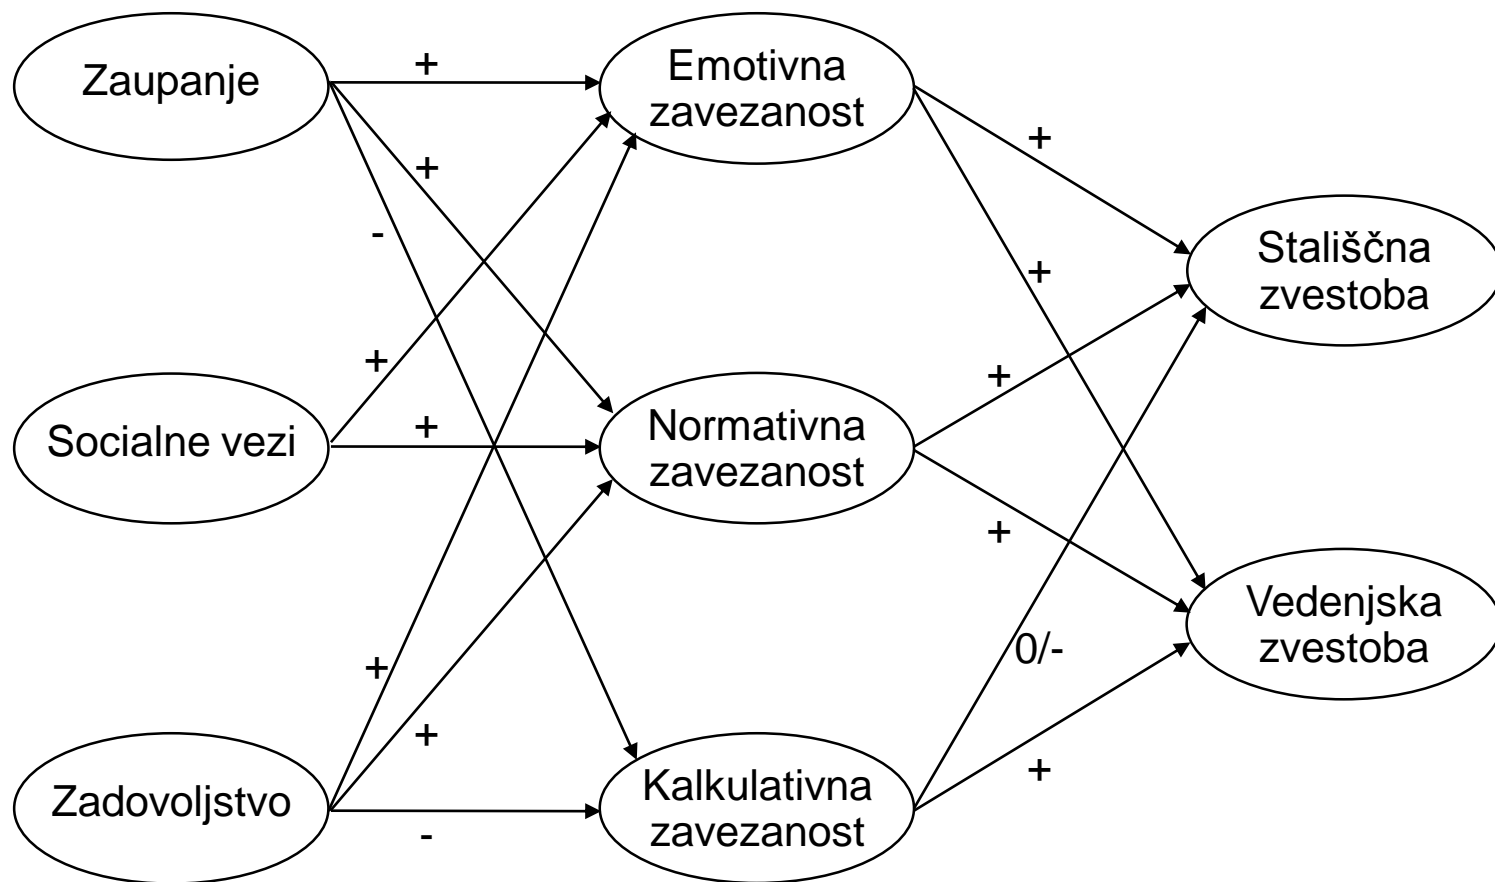 Zaupanje
+
Emotivna
zavezanost
+
+
-
+
Stališčna
zvestoba
+
+
Socialne vezi
+
Normativna
zavezanost
+
+
Vedenjska
zvestoba
0/-
+
+
Zadovoljstvo
-
Kalkulativna
zavezanost
+